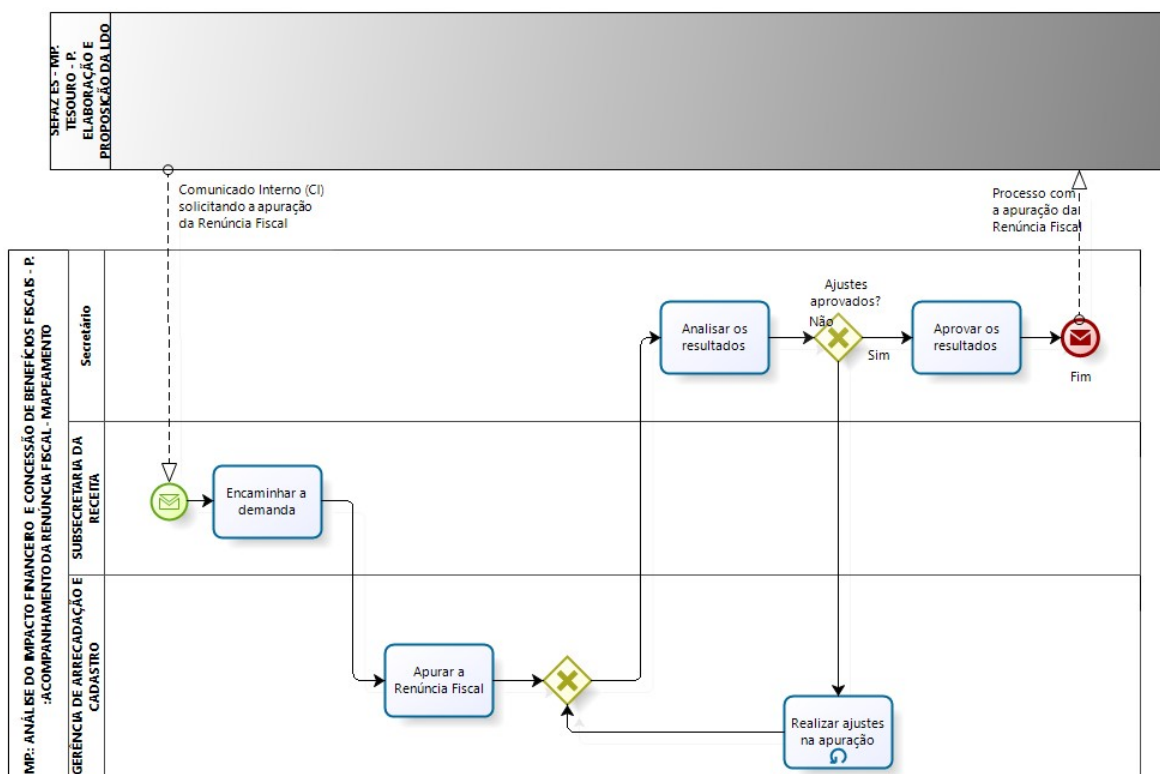 SEFAZ ES - MP.
TESOURO - P.
ELABORAÇÃO E
PROPOSIÇÃO DA LDO
Comunicado Interno (CI)
solicitando a apuração
da Renúncia Fiscal
Processo com
a apuração da
Renúncia Fiscal
MP.: ANÁLISE DO IMPACTO FINANCEIRO E CONCESSÃO DE BENEFÍCIOS FISCAIS - P.
:ACOMPANHAMENTO DA RENÚNCIA FISCAL - MAPEAMENTO
Secretário
Analisar os
resultados
Ajustes
aprovados?
Não
Sim
Aprovar os
resultados
Fim
SUBSECRETARIA DA
RECEITA
Encaminhar a
demanda
GERÊNCIA DE ARRECADAÇÃO E
CADASTRO
Apurar a
Renúncia Fiscal
Realizar ajustes
na apuração